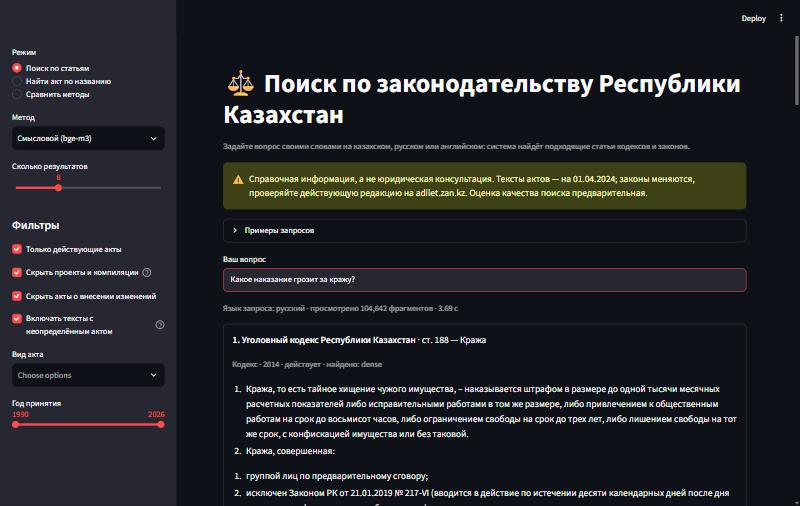 Deploy
Режим
Поиск по статьям
Найти акт по названию
Сравнить методы
Метод
Смысловой (bge-m3)
Сколько результатов
8
Фильтры
Только действующие акты
Скрыть проекты и компиляции
Скрыть акты о внесении изменений
Включать тексты с
неопределённым актом
Вид акта
Choose options
Год принятия
1990 2026
Поиск по законодательству Республики
Казахстан
Задайте вопрос своими словами на казахском, русском или английском: система найдёт подходящие статьи кодексов и законов.
Справочная информация, а не юридическая консультация. Тексты актов — на 01.04.2024; законы меняются,
проверяйте действующую редакцию на adilet.zan.kz. Оценка качества поиска предварительная.
Примеры запросов
Ваш вопрос
Какое наказание грозит за кражу?
Язык запроса: русский · просмотрено 104,642 фрагментов · 3.69 с
1. Уголовный кодекс Республики Казахстан · ст. 188 — Кража
Кодекс · 2014 · действует · найдено: dense
1. Кража, то есть тайное хищение чужого имущества, – наказывается штрафом в размере до одной тысячи месячных
расчетных показателей либо исправительными работами в том же размере, либо привлечением к общественным
работам на срок до восьмисот часов, либо ограничением свободы на срок до трех лет, либо лишением свободы на тот
же срок, с конфискацией имущества или без таковой.
2. Кража, совершенная:
1. группой лиц по предварительному сговору;
2. исключен Законом РК от 21.01.2019 № 217-VI (вводится в действие по истечении десяти календарных дней после дня